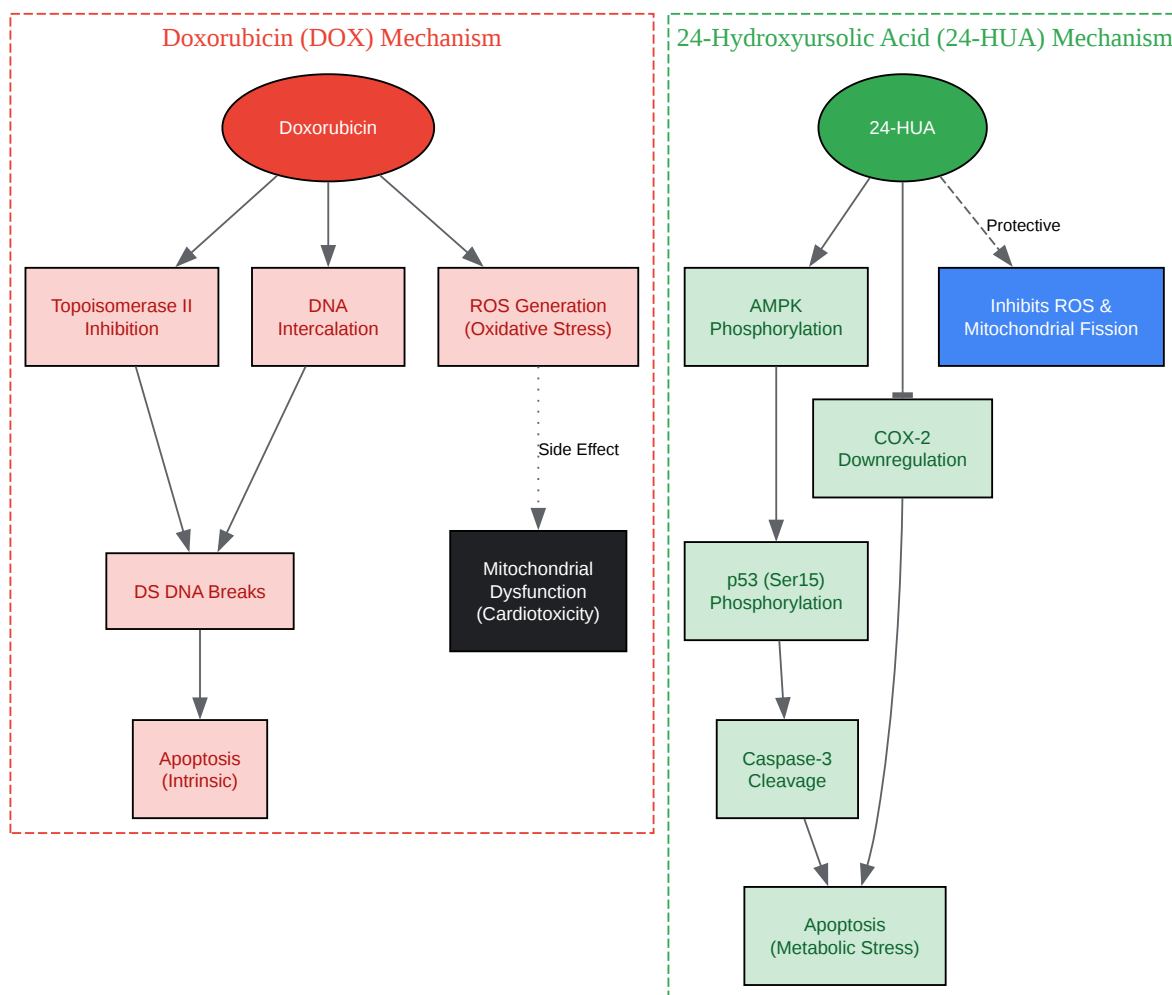 Doxorubicin (DOX) Mechanism
Doxorubicin
Topoisomerase II
Inhibition
DNA
Intercalation
ROS Generation
(Oxidative Stress)
Side Effect
DS DNA Breaks
Mitochondrial
Dysfunction
(Cardiotoxicity)
Apoptosis
(Intrinsic)
24-Hydroxyursolic Acid (24-HUA) Mechanism
24-HUA
Protective
AMPK
Phosphorylation
Inhibits ROS &
Mitochondrial Fission
COX-2
Downregulation
p53 (Ser15)
Phosphorylation
Caspase-3
Cleavage
Apoptosis
(Metabolic Stress)